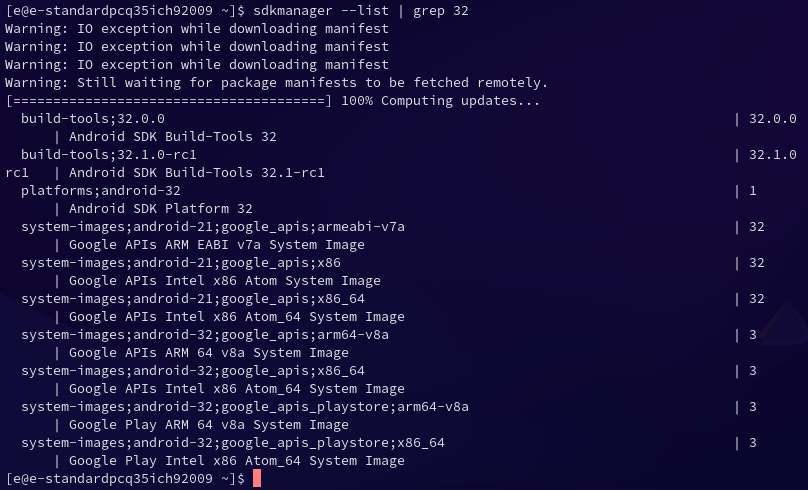 [e@e-standardpcq35ich92009 ~]$ sdkmanager --list | grep 32
Warning: IO exception while downloading manifest
Warning: IO exception while downloading manifest
Warning: IO exception while downloading manifest
Warning: Still waiting for package manifests to be fetched remotely.
[=======================================] 100% Computing updates...
  build-tools;32.0.0                                                                       | 32.0.0
      | Android SDK Build-Tools 32
  build-tools;32.1.0-rc1                                                                   | 32.1.0
rc1   | Android SDK Build-Tools 32.1-rc1
  platforms;android-32                                                                     | 1
      | Android SDK Platform 32
  system-images;android-21;google_apis;armeabi-v7a                                         | 32
      | Google APIs ARM EABI v7a System Image
  system-images;android-21;google_apis;x86                                                 | 32
      | Google APIs Intel x86 Atom System Image
  system-images;android-21;google_apis;x86_64                                              | 32
      | Google APIs Intel x86 Atom_64 System Image
  system-images;android-32;google_apis;arm64-v8a                                           | 3
      | Google APIs ARM 64 v8a System Image
  system-images;android-32;google_apis;x86_64                                              | 3
      | Google APIs Intel x86 Atom_64 System Image
  system-images;android-32;google_apis_playstore;arm64-v8a                                 | 3
      | Google Play ARM 64 v8a System Image
  system-images;android-32;google_apis_playstore;x86_64                                    | 3
      | Google Play Intel x86 Atom_64 System Image
[e@e-standardpcq35ich92009 ~]$